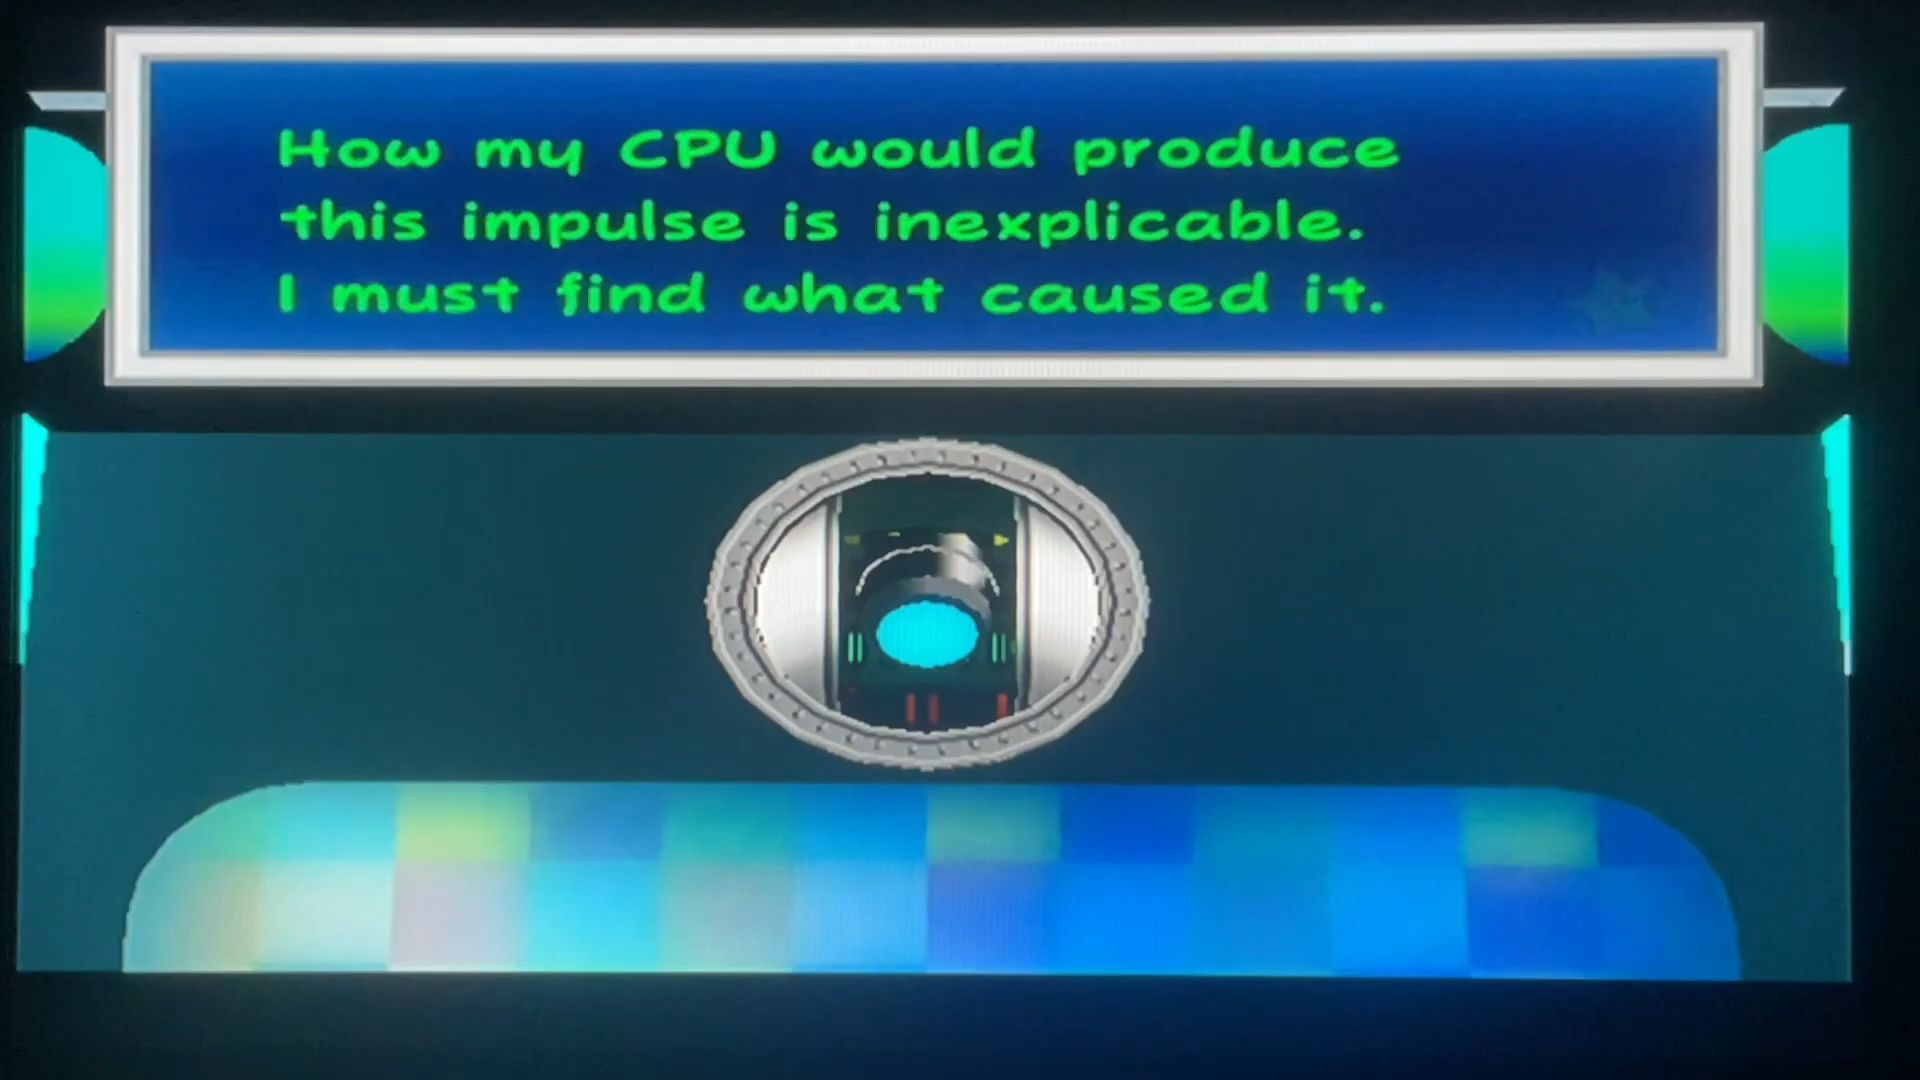 How my CPU would produce
this impulse is inexplicable.
I must find what caused it.